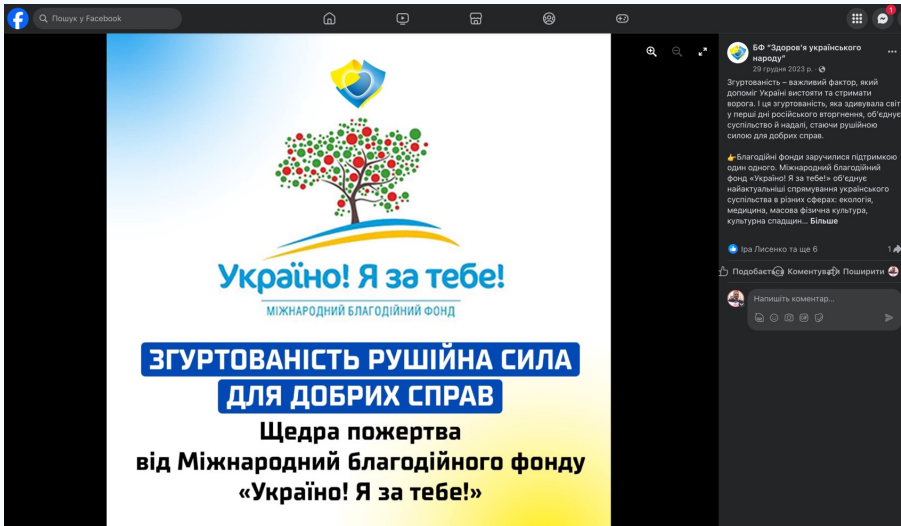 Пошук у Facebook
1
Україно! Я за тебе!
МІЖНАРОДНИЙ БЛАГОДІЙНИЙ ФОНД
ЗГУРТОВАНІСТЬ РУШІЙНА СИЛА
ДЛЯ ДОБРИХ СПРАВ
Щедра пожертва
від Міжнародний благодійного фонду
«Україно! Я за тебе!»
БФ "Здоров'я українського
народу"
29 грудня 2023 р. ·
Згуртованість – важливий фактор, який
допоміг Україні вистояти та стримати
ворога. І ця згуртованість, яка здивувала світ
у перші дні російського вторгнення, об'єднує
суспільство й надалі, стаючи рушійною
силою для добрих справ.
👉Благодійні фонди заручилися підтримкою
один одного. Міжнародний благодійний
фонд «Україно! Я за тебе!» об'єднує
найактуальніші спрямування українського
суспільства в різних сферах: екологія,
медицина, масова фізична культура,
культурна спадщин... Більше
Іра Лисенко та ще 6
1
Подобається Коментувати Поширити
Напишіть коментар...